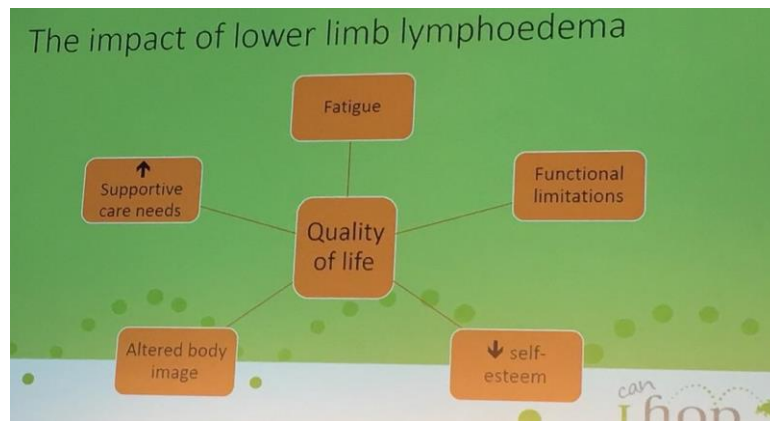 The impact of lower limb lymphoedema
Fatigue
↑
Supportive
care needs
Functional
limitations
Quality
of life
Altered body
image
↓ self-
esteem
can